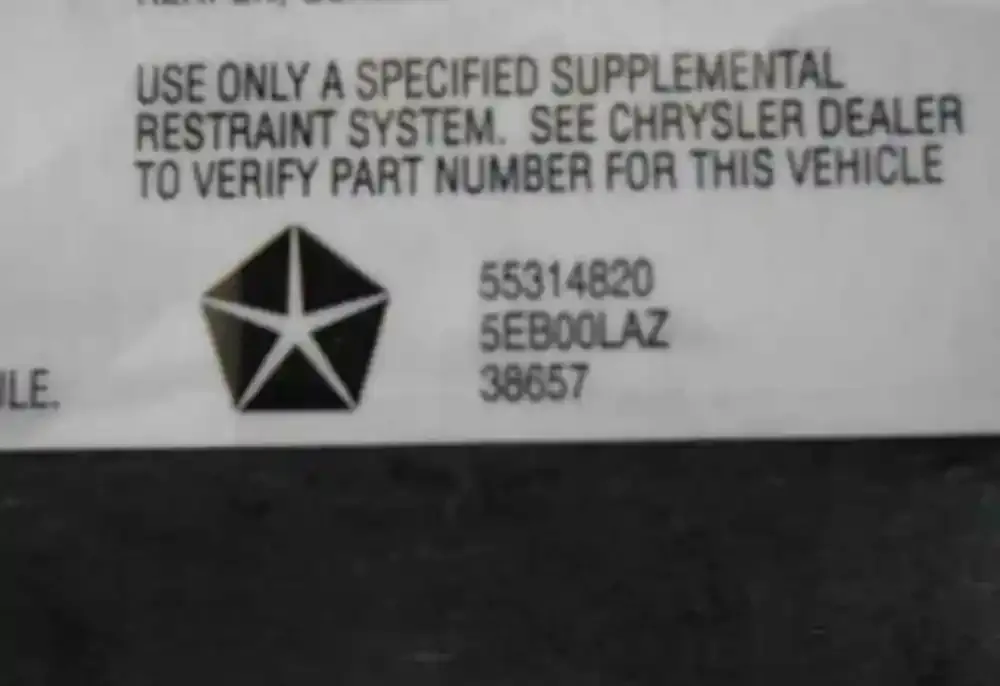 USE ONLY A SPECIFIED SUPPLEMENTAL
RESTRAINT SYSTEM. SEE CHRYSLER DEALER
TO VERIFY PART NUMBER FOR THIS VEHICLE
55314820
5EB00LAZ
38657